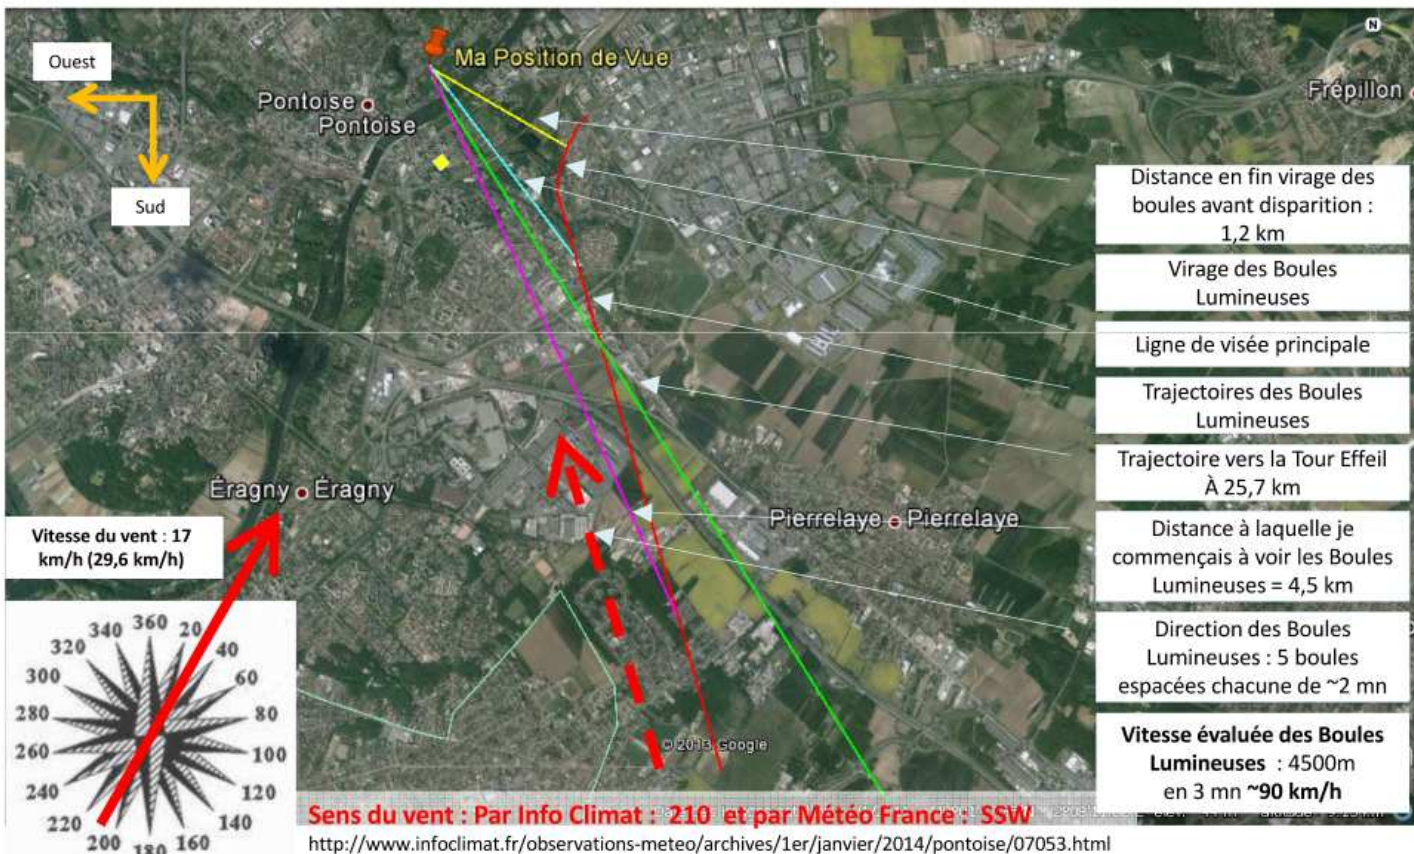 N
Ouest
Ma Position de Vue
Frépillon
Pontoise
Pontoise
Sud
Distance en fin virage des
boules avant disparition :
1,2 km
Virage des Boules
Lumineuses
Ligne de visée principale
Trajectoires des Boules
Lumineuses
Trajectoire vers la Tour Effeil
À 25,7 km
Éragny Éragny
Pierrelaye Pierrelaye
Distance à laquelle je
commençais à voir les Boules
Lumineuses = 4,5 km
Vitesse du vent : 17
km/h (29,6 km/h)
Direction des Boules
Lumineuses : 5 boules
espacées chacune de ~2 mn
© 2013 Google
Vitesse évaluée des Boules
Lumineuses : 4500m
en 3 mn ~90 km/h
360
340 20
320 40
300 60
280 80
260 100
240 120
220 140
200 180 160
Sens du vent : Par Info Climat : 210 et par Météo France : SSW
http://www.infoclimat.fr/observations-meteo/archives/1er/janvier/2014/pontoise/07053.html